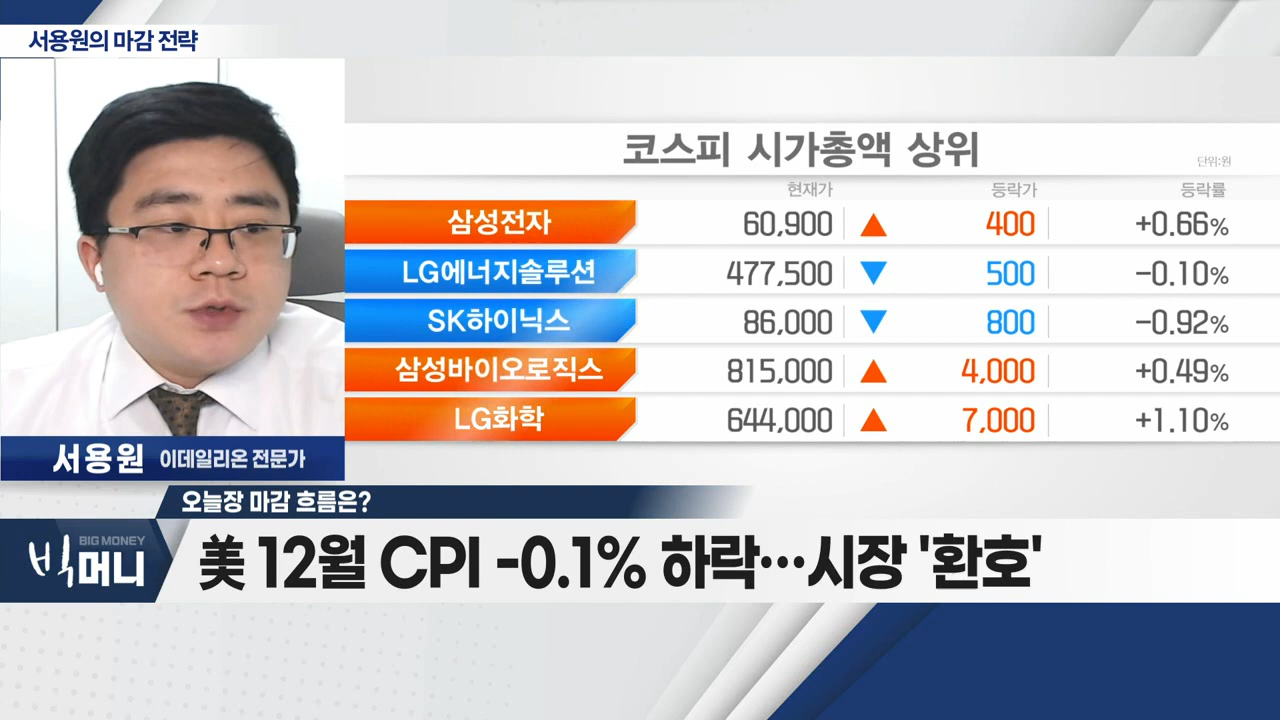 서용원의 마감 전략
코스피 시가총액 상위
단위:원
현재가 등락가 등락률
삼성전자 60,900 ▲ 400 +0.66%
LG에너지솔루션 477,500 ▼ 500 -0.10%
SK하이닉스 86,000 ▼ 800 -0.92%
삼성바이오로직스 815,000 ▲ 4,000 +0.49%
LG화학 644,000 ▲ 7,000 +1.10%
서용원 이데일리온 전문가
오늘장 마감 흐름은?
BIG MONEY
빅머니
美 12월 CPI -0.1% 하락…시장 '환호'